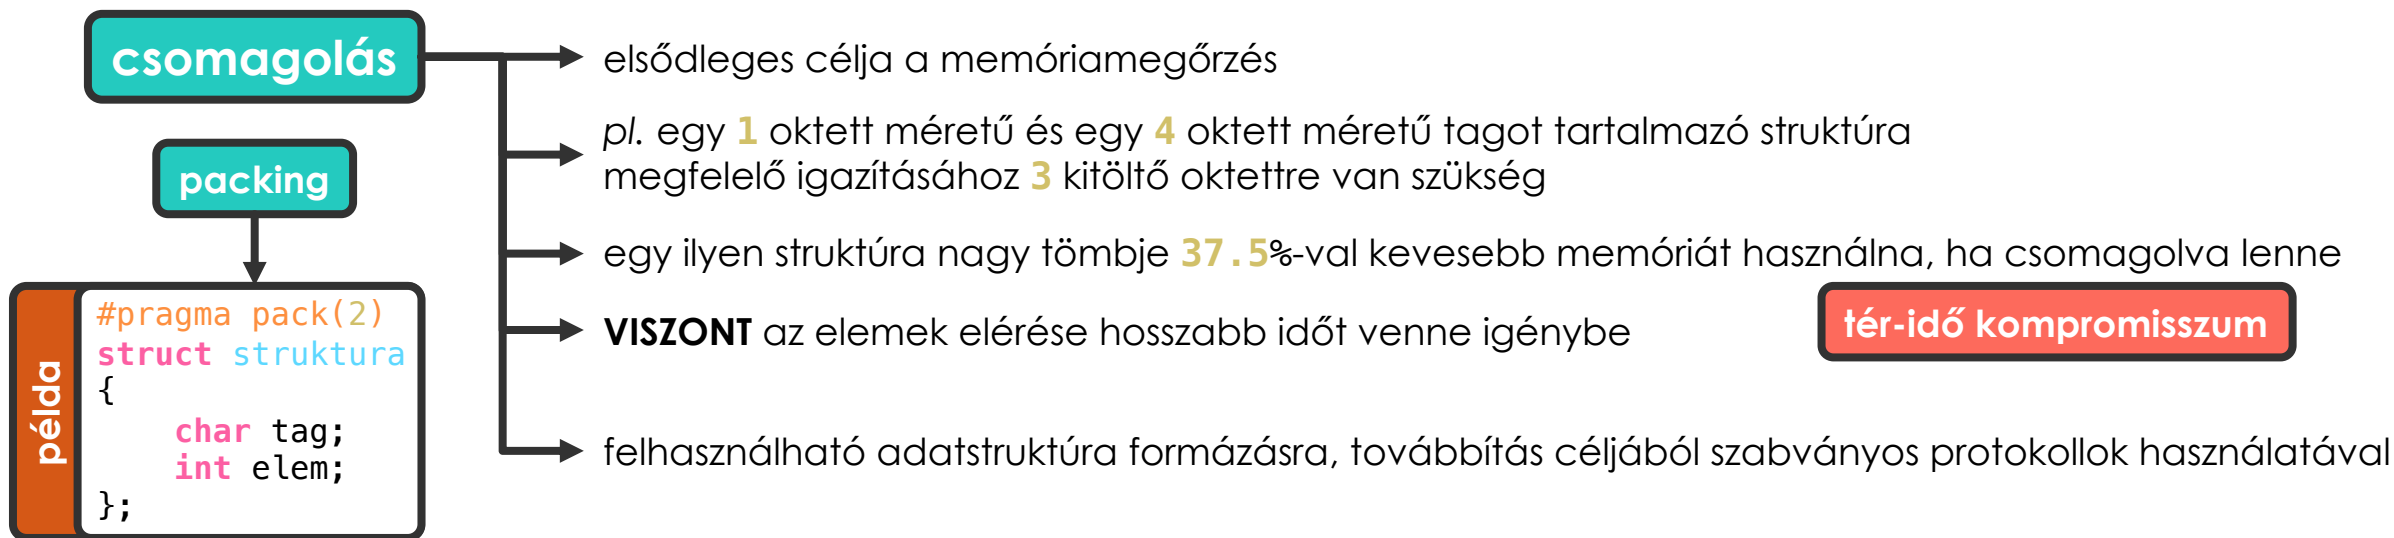 csomagolás
elsődleges célja a memóriamegőrzés
pl. egy 1 oktett méretű és egy 4 oktett méretű tagot tartalmazó struktúra
megfelelő igazításához 3 kitöltő oktettre van szükség
packing
egy ilyen struktúra nagy tömbje 37.5%-val kevesebb memóriát használna, ha csomagolva lenne
VISZONT az elemek elérése hosszabb időt venne igénybe
tér-idő kompromisszum
felhasználható adatstruktúra formázásra, továbbítás céljából szabványos protokollok használatával
példa
#pragma pack(2)
struct struktura
{
char tag;
int elem;
};